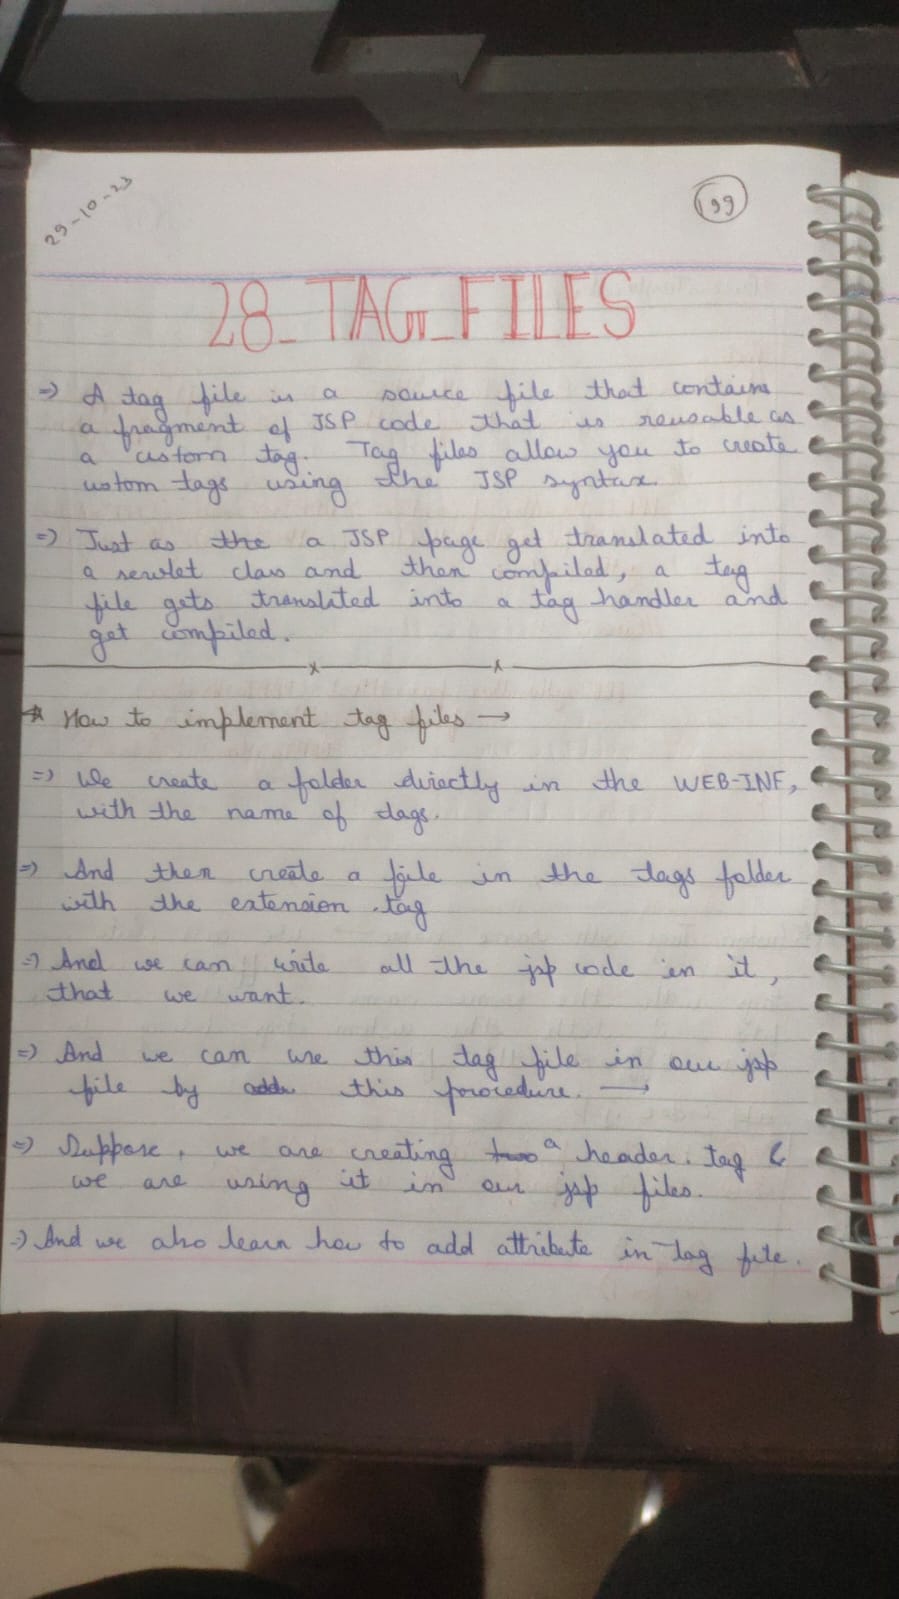 29-10-23
199
28_TAG_FILES
=> A tag file is a source file that contains
a fragment of JSP code that is reusable as
a custom tag. Tag files allow you to create
ustom tags using the JSP syntax.
=> Just as the a JSP page get translated into
a servlet class and then compiled, a tag
file gets translated into a tag handler and
get compiled.
x x
* How to implement tag files →
=> We create a folder directly in the WEB-INF,
with the name of tags.
=> And then create a file in the tags folder
with the extension .tag
=> And we can write all the jsp code in it,
that we want.
=> And we can use this tag file in our jsp
file by this procedure. →
=> Suppose, we are creating a header.tag &
we are using it in our jsp files.
=> And we also learn how to add attribute in tag file.